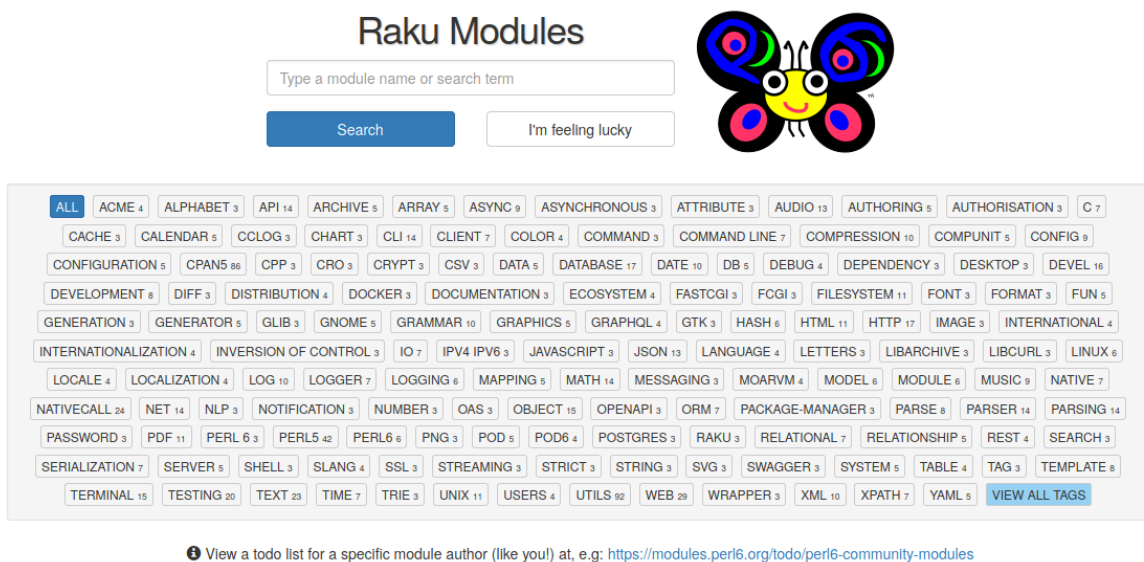 Raku Modules
Type a module name or search term
Search I'm feeling lucky
ALL ACME 4 ALPHABET 3 API 14 ARCHIVE 5 ARRAY 5 ASYNC 9 ASYNCHRONOUS 3 ATTRIBUTE 3 AUDIO 13 AUTHORING 5 AUTHORISATION 3 C 7
CACHE 3 CALENDAR 5 CCLOG 3 CHART 3 CLI 14 CLIENT 7 COLOR 4 COMMAND 3 COMMAND LINE 7 COMPRESSION 10 COMPUNIT 5 CONFIG 9
CONFIGURATION 5 CPAN5 86 CPP 3 CRO 3 CRYPT 3 CSV 3 DATA 5 DATABASE 17 DATE 10 DB 5 DEBUG 4 DEPENDENCY 3 DESKTOP 3 DEVEL 16
DEVELOPMENT 8 DIFF 3 DISTRIBUTION 4 DOCKER 3 DOCUMENTATION 3 ECOSYSTEM 4 FASTCGI 3 FCGI 3 FILESYSTEM 11 FONT 3 FORMAT 3 FUN 5
GENERATION 3 GENERATOR 5 GLIB 3 GNOME 5 GRAMMAR 10 GRAPHICS 5 GRAPHQL 4 GTK 3 HASH 6 HTML 11 HTTP 17 IMAGE 3 INTERNATIONAL 4
INTERNATIONALIZATION 4 INVERSION OF CONTROL 3 IO 7 IPV4 IPV6 3 JAVASCRIPT 3 JSON 13 LANGUAGE 4 LETTERS 3 LIBARCHIVE 3 LIBCURL 3 LINUX 6
LOCALE 4 LOCALIZATION 4 LOG 10 LOGGER 7 LOGGING 6 MAPPING 5 MATH 14 MESSAGING 3 MOARVM 4 MODEL 6 MODULE 6 MUSIC 9 NATIVE 7
NATIVECALL 24 NET 14 NLP 3 NOTIFICATION 3 NUMBER 3 OAS 3 OBJECT 15 OPENAPI 3 ORM 7 PACKAGE-MANAGER 3 PARSE 8 PARSER 14 PARSING 14
PASSWORD 3 PDF 11 PERL 6 3 PERL5 42 PERL6 6 PNG 3 POD 5 POD6 4 POSTGRES 3 RAKU 3 RELATIONAL 7 RELATIONSHIP 5 REST 4 SEARCH 3
SERIALIZATION 7 SERVER 5 SHELL 3 SLANG 4 SSL 3 STREAMING 3 STRICT 3 STRING 3 SVG 3 SWAGGER 3 SYSTEM 5 TABLE 4 TAG 3 TEMPLATE 8
TERMINAL 15 TESTING 20 TEXT 23 TIME 7 TRIE 3 UNIX 11 USERS 4 UTILS 92 WEB 29 WRAPPER 3 XML 10 XPATH 7 YAML 5 VIEW ALL TAGS
View a todo list for a specific module author (like you!) at, e.g: https://modules.perl6.org/todo/perl6-community-modules